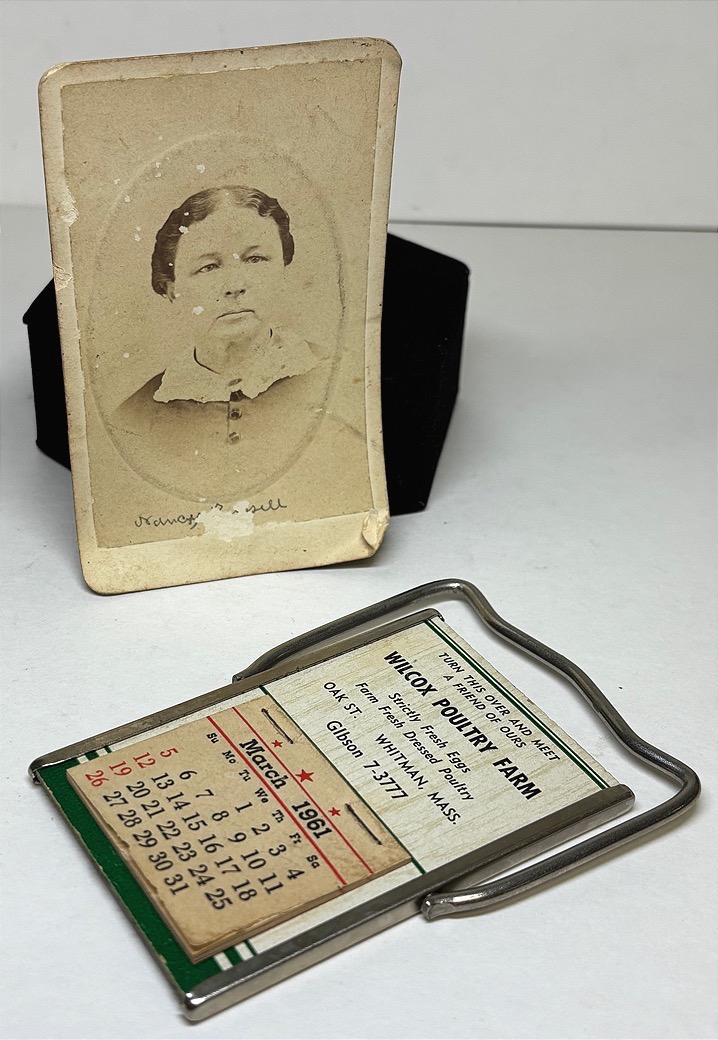 Nancy
TURN THIS OVER AND MEET
A FRIEND OF OURS
WILCOX POULTRY FARM
Strictly Fresh Eggs
Farm Fresh Dressed Poultry
OAK ST. WHITMAN, MASS.
Gibson 7-3777
March 1961
Su Mo Tu We Th Fr Sa
1 2 3 4
5 6 7 8 9 10 11
12 13 14 15 16 17 18
19 20 21 22 23 24 25
26 27 28 29 30 31